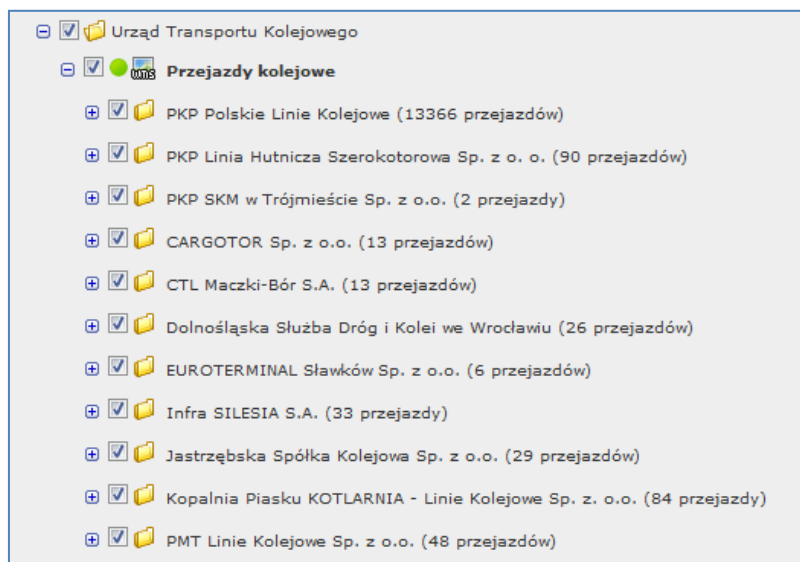 Urząd Transportu Kolejowego
wms Przejazdy kolejowe
PKP Polskie Linie Kolejowe (13366 przejazdów)
PKP Linia Hutnicza Szerokotorowa Sp. z o. o. (90 przejazdów)
PKP SKM w Trójmieście Sp. z o.o. (2 przejazdy)
CARGOTOR Sp. z o.o. (13 przejazdów)
CTL Maczki-Bór S.A. (13 przejazdów)
Dolnośląska Służba Dróg i Kolei we Wrocławiu (26 przejazdów)
EUROTERMINAL Sławków Sp. z o.o. (6 przejazdów)
Infra SILESIA S.A. (33 przejazdy)
Jastrzębska Spółka Kolejowa Sp. z o.o. (29 przejazdów)
Kopalnia Piasku KOTLARNIA - Linie Kolejowe Sp. z. o.o. (84 przejazdy)
PMT Linie Kolejowe Sp. z o.o. (48 przejazdów)